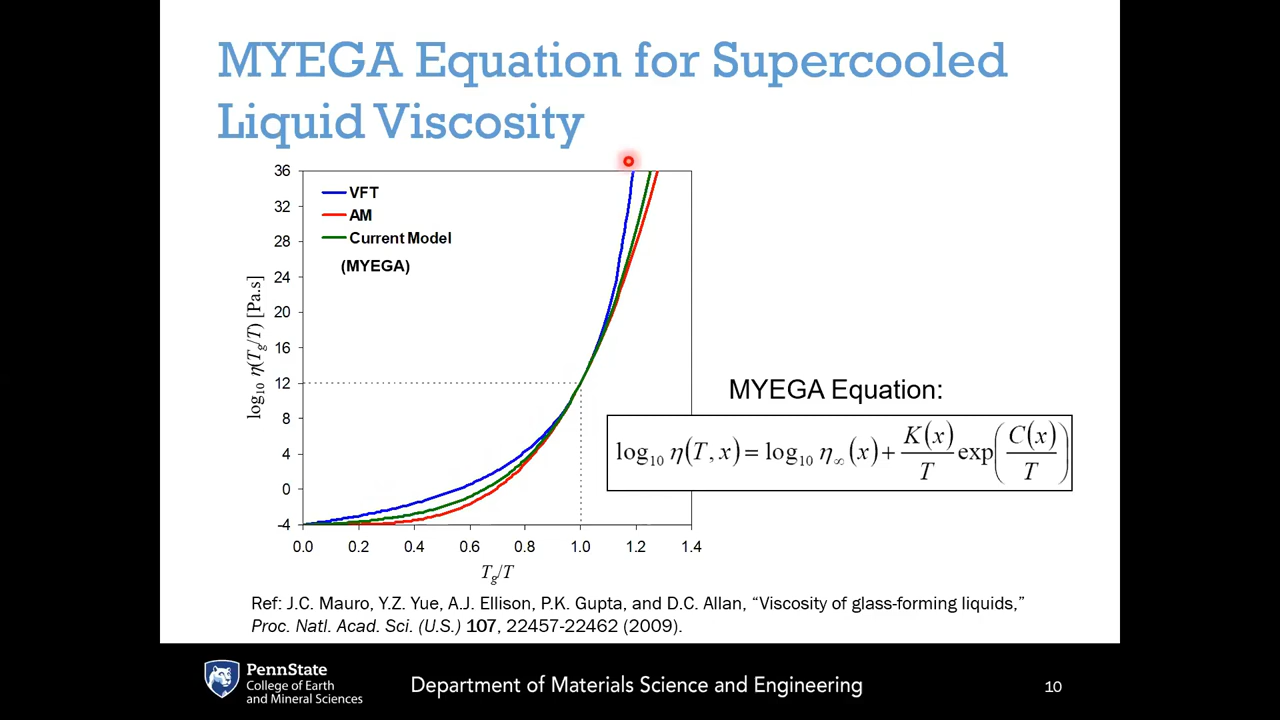 MYEGA Equation for Supercooled
Liquid Viscosity
36
32
28
24
20
16
12
8
4
0
-4
log₁₀ η(Tg/T) [Pa.s]
VFT
AM
Current Model
(MYEGA)
0.0 0.2 0.4 0.6 0.8 1.0 1.2 1.4
Tg/T
MYEGA Equation:
log₁₀ η(T, x) = log₁₀ η∞(x) + K(x)/T exp(C(x)/T)
Ref: J.C. Mauro, Y.Z. Yue, A.J. Ellison, P.K. Gupta, and D.C. Allan, “Viscosity of glass-forming liquids,”
Proc. Natl. Acad. Sci. (U.S.) 107, 22457-22462 (2009).
PennState
College of Earth
and Mineral Sciences
Department of Materials Science and Engineering
10